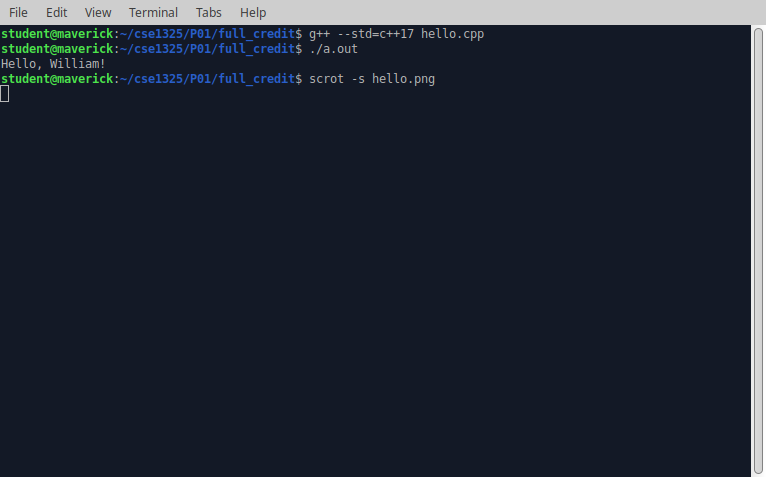 File Edit View Terminal Tabs Help
student@maverick:~/cse1325/P01/full_credit$ g++ --std=c++17 hello.cpp
student@maverick:~/cse1325/P01/full_credit$ ./a.out
Hello, William!
student@maverick:~/cse1325/P01/full_credit$ scrot -s hello.png